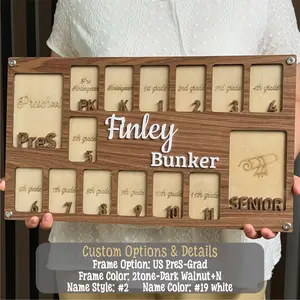 Preschool
Pre
Kindergarten
Kindergarten
1st grade
2nd grade
3rd grade
4th grade
PreS
PK
K
1
2
3
4
5th grade
5
Finley
Bunker
6th grade
7th grade
8th grade
9th grade
10th grade
11th grade
6
7
8
9
10
11
SENIOR
Custom Options & Details
Frame Option: US PreS-Grad
Frame Color: 2tone-Dark Walnut+N
Name Style: #2 Name Color: #19 white